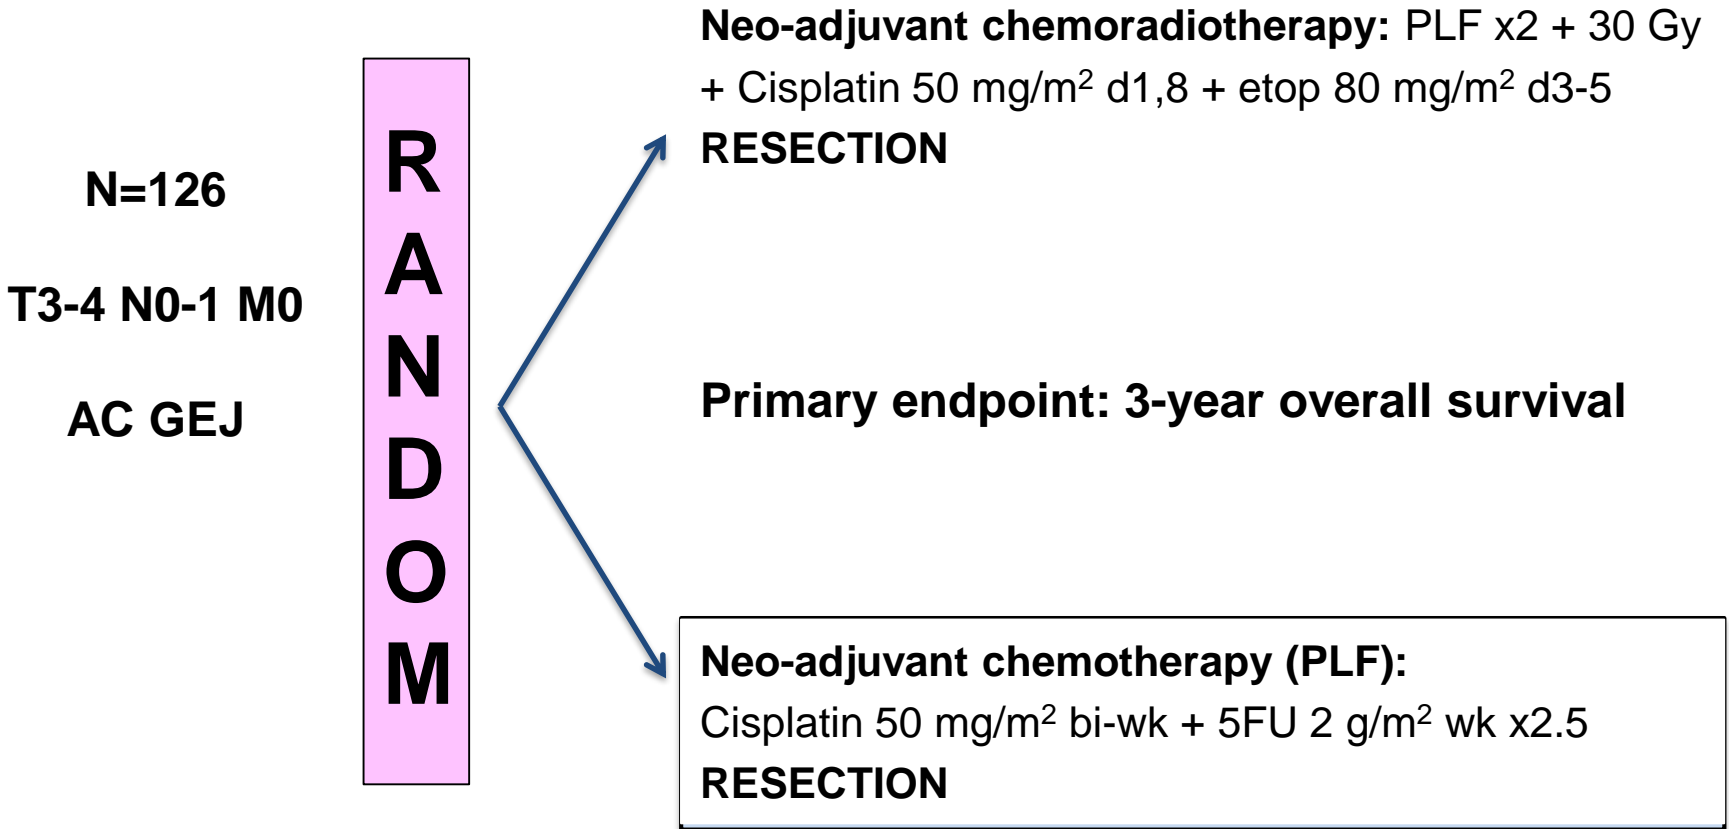 N=126
T3-4 N0-1 M0
AC GEJ
R
A
N
D
O
M
Neo-adjuvant chemoradiotherapy: PLF x2 + 30 Gy
+ Cisplatin 50 mg/m² d1,8 + etop 80 mg/m² d3-5
RESECTION
Primary endpoint: 3-year overall survival
Neo-adjuvant chemotherapy (PLF):
Cisplatin 50 mg/m² bi-wk + 5FU 2 g/m² wk x2.5
RESECTION